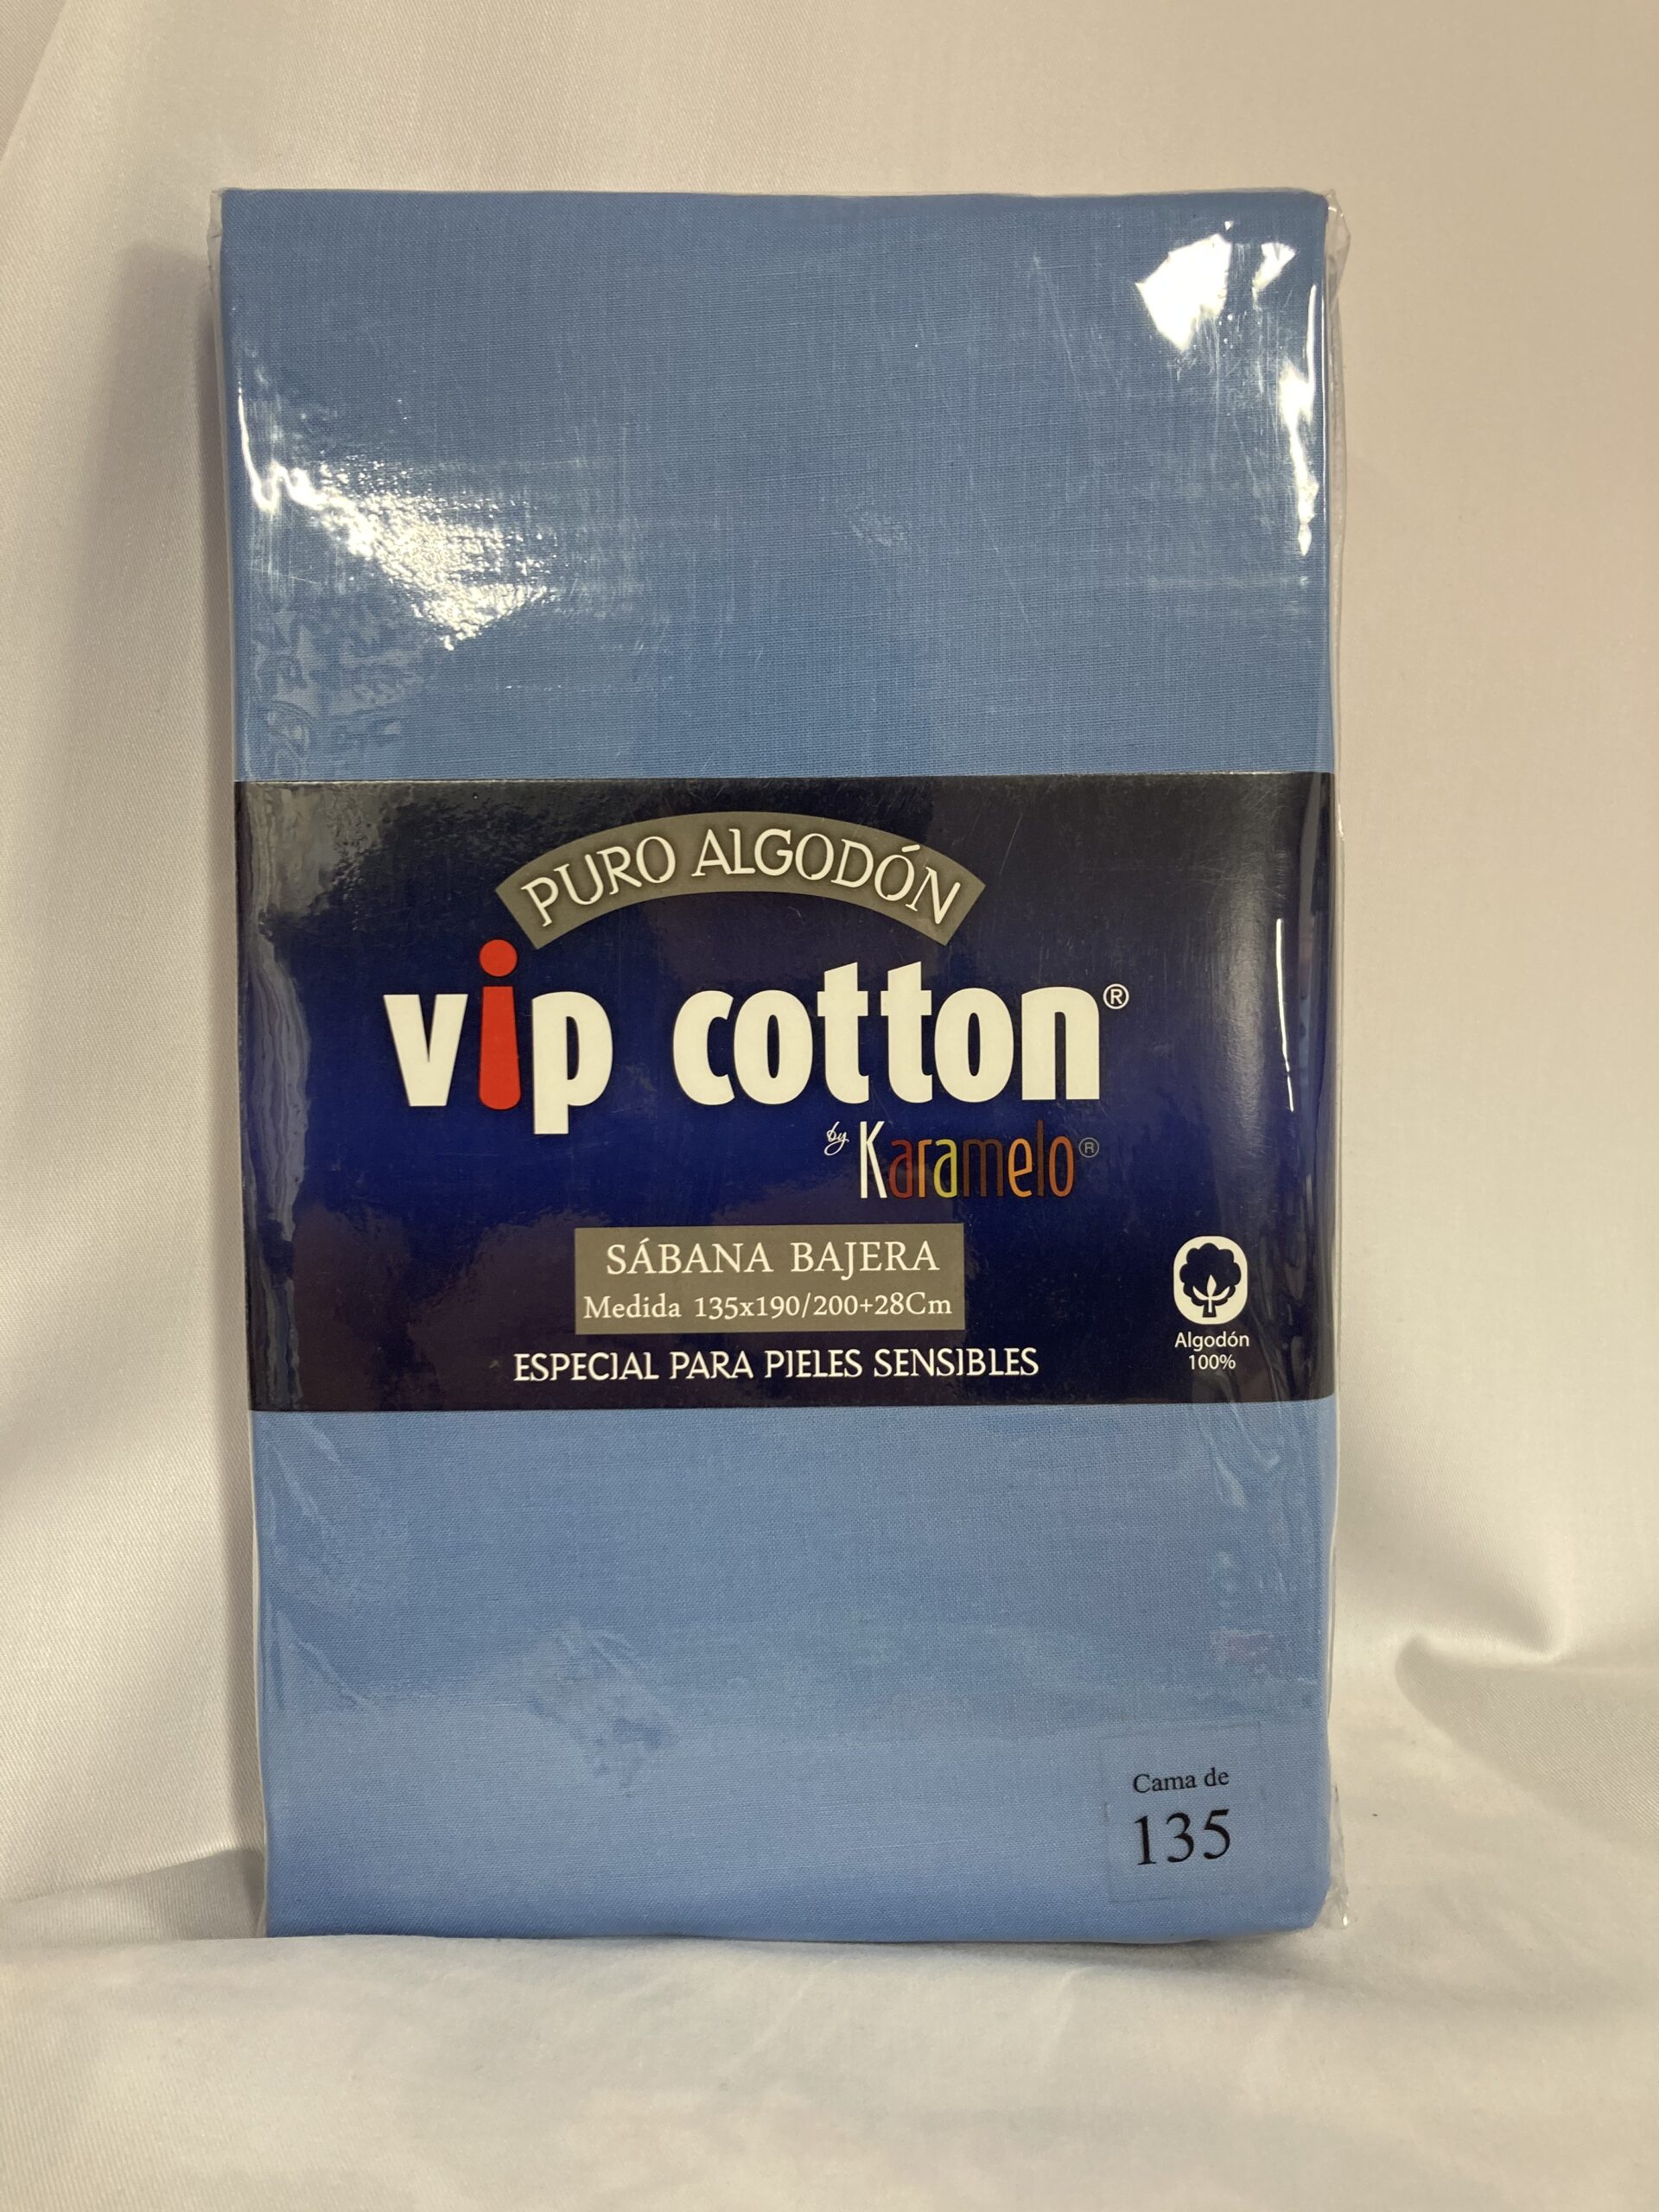 PURO ALGODÓN
vip cotton®
by Karamelo®
SÁBANA BAJERA
Medida 135x190/200+28Cm
ESPECIAL PARA PIELES SENSIBLES
Algodón
100%
Cama de
135